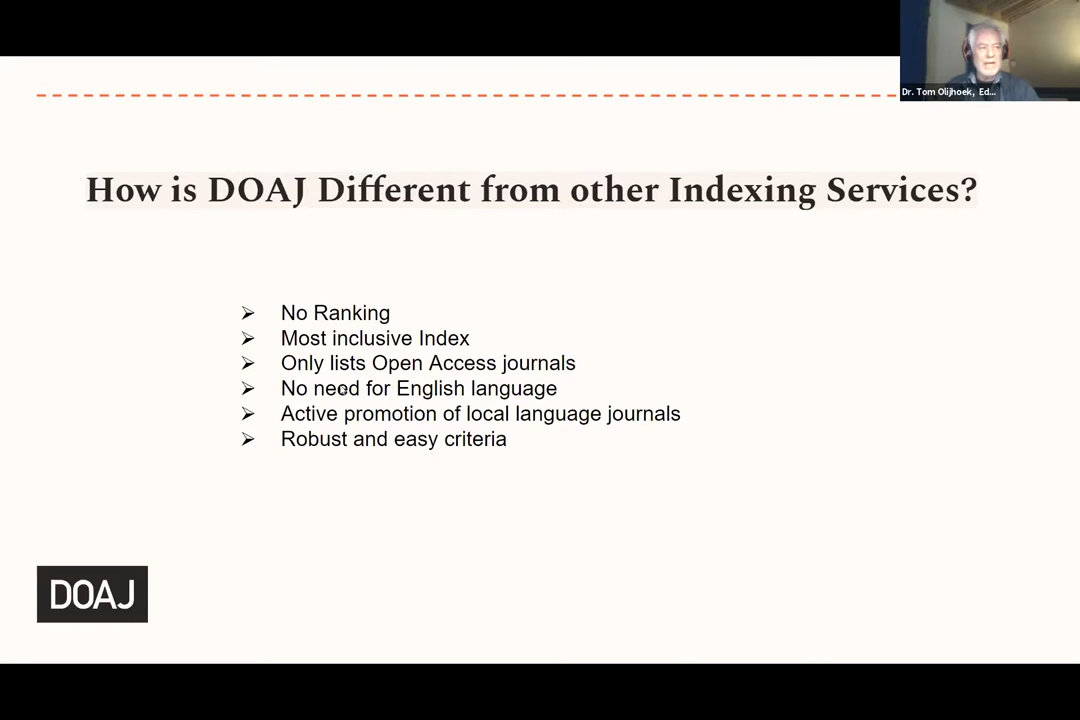 Dr. Tom Olijhoek, Ed...
How is DOAJ Different from other Indexing Services?
➢ No Ranking
➢ Most inclusive Index
➢ Only lists Open Access journals
➢ No need for English language
➢ Active promotion of local language journals
➢ Robust and easy criteria
DOAJ